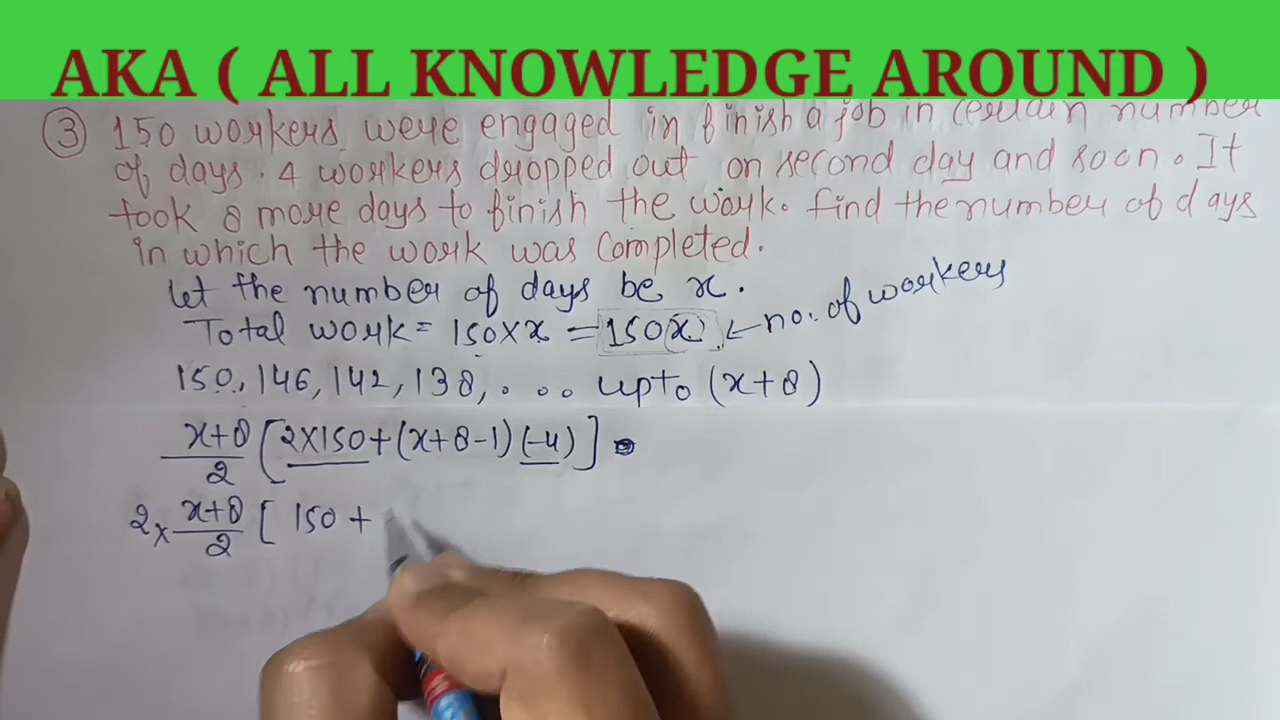 AKA ( ALL KNOWLEDGE AROUND )
③ 150 workers were engaged in finish a job in certain number
of days. 4 workers dropped out on second day and soon. It
took 8 more days to finish the work. find the number of days
in which the work was completed.
Let the number of days be x.
Total work = 150×x = 150x ← no. of workers
150, 146, 142, 138, . . . upto (x+8)
x+8/2 [2×150+(x+8-1)(-4)]
2× x+8/2 [ 150 +